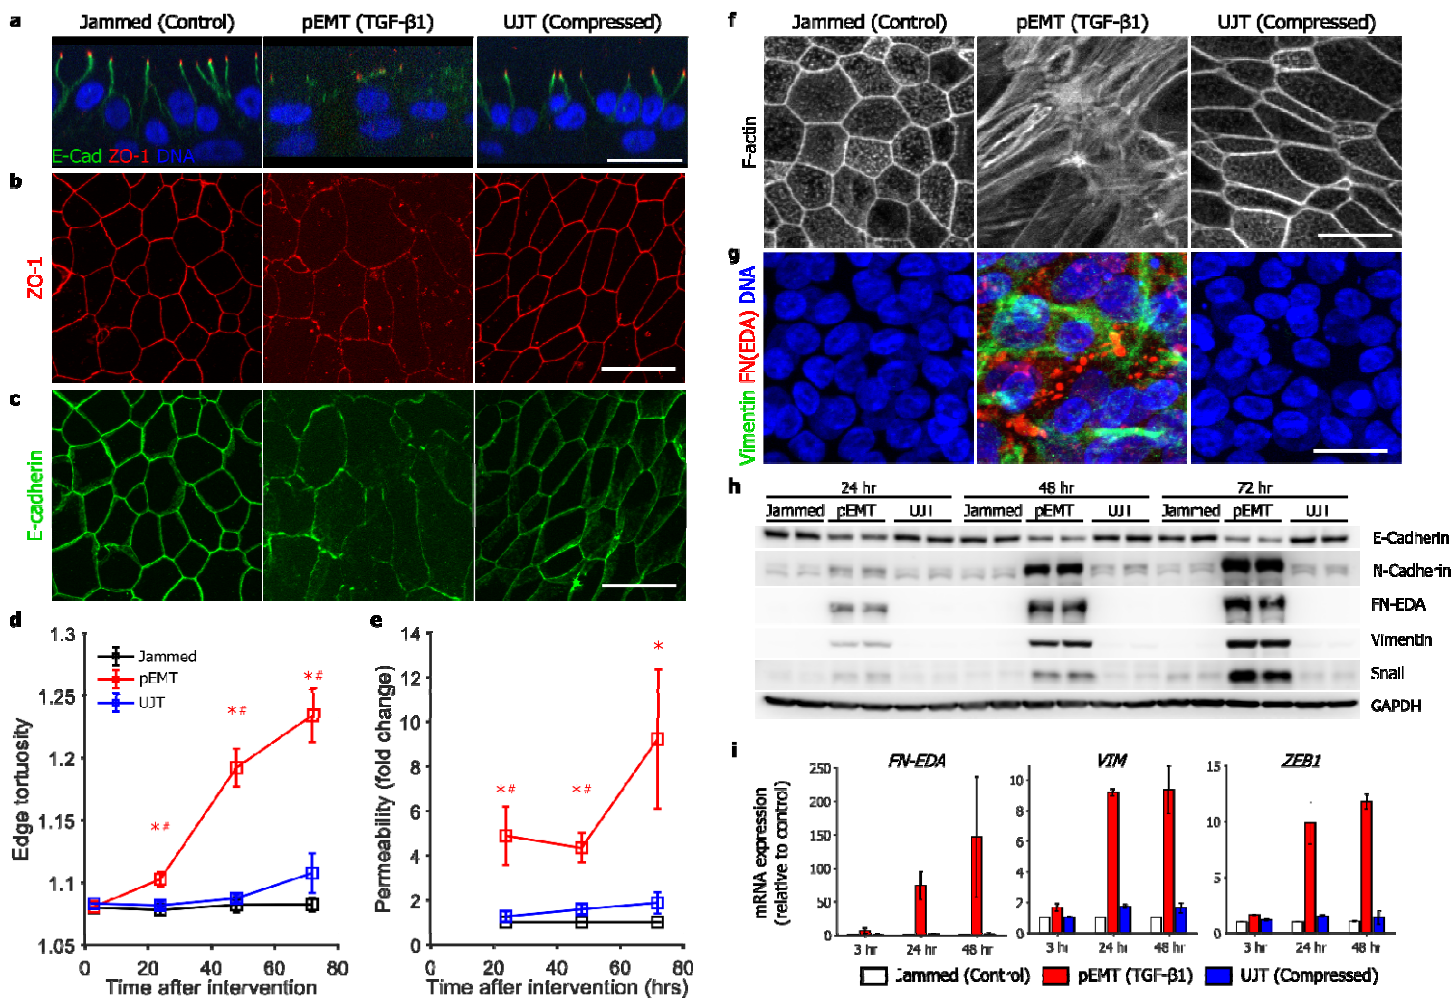 a
Jammed (Control) pEMT (TGF-β1) UJT (Compressed)
E-Cad ZO-1 DNA
b
ZO-1
c
E-cadherin
d
1.3
1.25
1.2
1.15
1.1
1.05
Edge tortuosity
Jammed
pEMT
UJT
*#
*#
*#
0 20 40 60 80
Time after intervention
e
14
12
10
8
6
4
2
0
Permeability (fold change)
×#
×#
*
0 20 40 60 80
Time after intervention (hrs)
f
Jammed (Control) pEMT (TGF-β1) UJT (Compressed)
F-actin
g
Vimentin FN(EDA) DNA
h
24 hr 48 hr 72 hr
Jammed pEMT UJT Jammed pEMT UJT Jammed pEMT UJT
E-Cadherin
N-Cadherin
FN-EDA
Vimentin
Snail
GAPDH
i
mRNA expression
(relative to control)
FN-EDA
250
200
150
100
50
0
3 hr 24 hr 48 hr
VIM
10
8
6
4
2
0
3 hr 24 hr 48 hr
ZEB1
15
10
5
0
3 hr 24 hr 48 hr
Jammed (Control) pEMT (TGF-β1) UJT (Compressed)